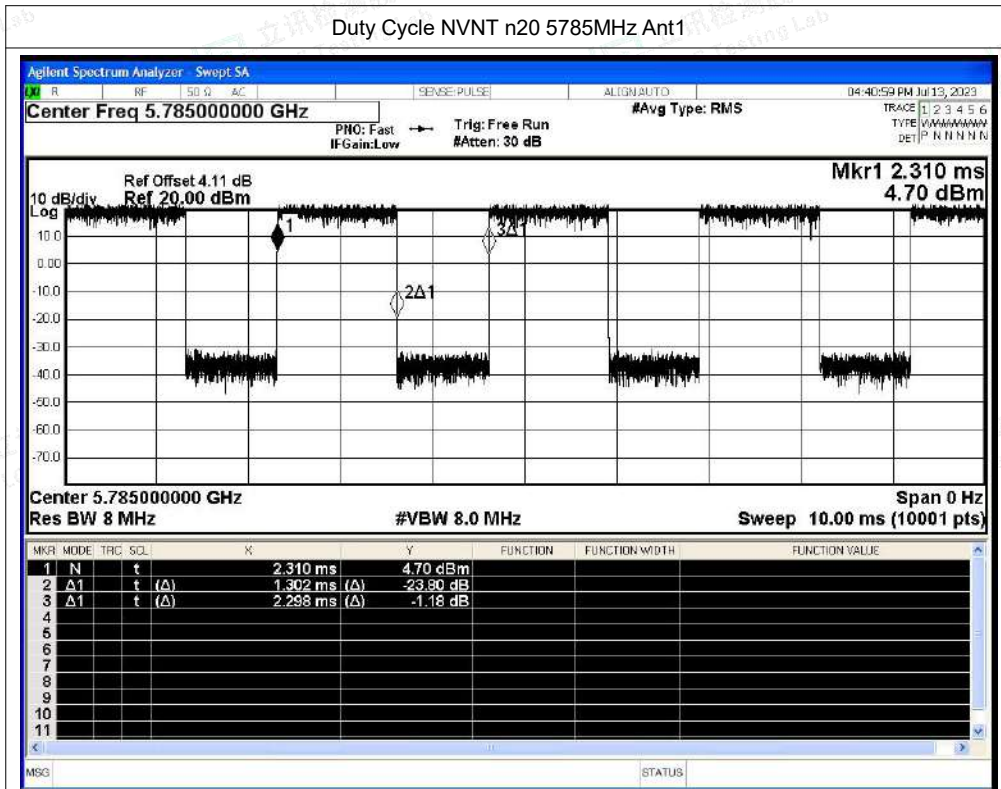 Duty Cycle NVNT n20 5785MHz Ant1
Agilent Spectrum Analyzer - Swept SA
R RF 50 Ω AC SENSE:PULSE ALIGN AUTO 04:40:59 PM Jul 13, 2023
Center Freq 5.785000000 GHz #Avg Type: RMS TRACE 1 2 3 4 5 6
PNO: Fast Trig: Free Run TYPE
IFGain:Low #Atten: 30 dB DET P N N N N N
Ref Offset 4.11 dB Mkr1 2.310 ms
10 dB/div Ref 20.00 dBm 4.70 dBm
Log
10.0
0.00
-10.0
-20.0
-30.0
-40.0
-50.0
-60.0
-70.0
1
2Δ1
3Δ1
Center 5.785000000 GHz Span 0 Hz
Res BW 8 MHz #VBW 8.0 MHz Sweep 10.00 ms (10001 pts)
MKR MODE TRC SCL X Y FUNCTION FUNCTION WIDTH FUNCTION VALUE
1 N t 2.310 ms 4.70 dBm
2 Δ1 t (Δ) 1.302 ms (Δ) -23.80 dB
3 Δ1 t (Δ) 2.298 ms (Δ) -1.18 dB
4
5
6
7
8
9
10
11
MSG STATUS